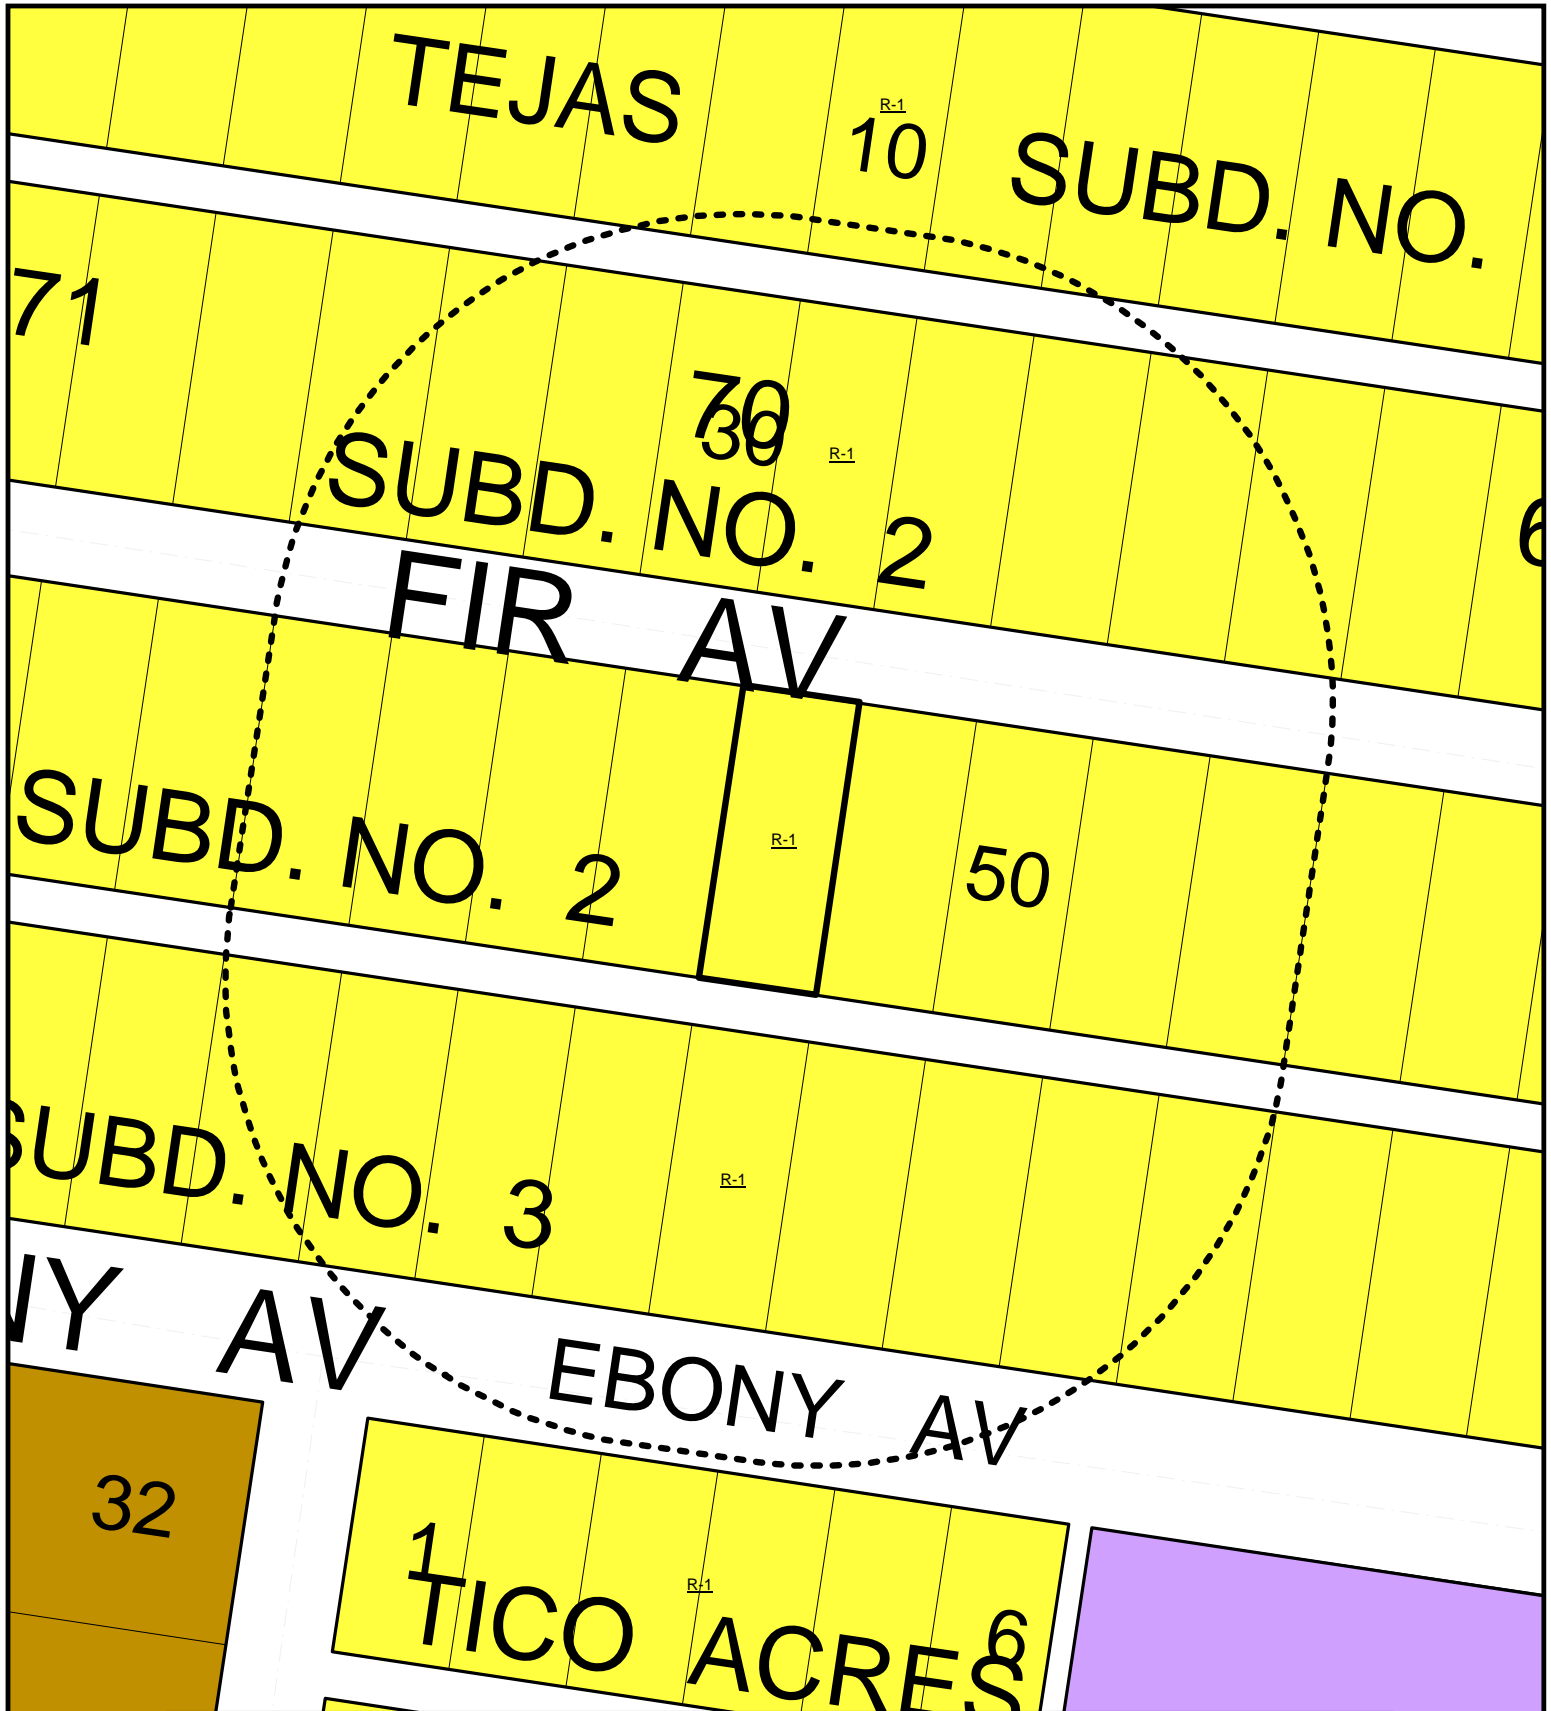 TEJAS
R-1
10
SUBD. NO.
71
70
30
R-1
SUBD. NO. 2
6
FIR AV
R-1
SUBD. NO. 2
50
SUBD. NO. 3
R-1
NY AV
EBONY AV
32
1
R-1
TICO ACRES
6